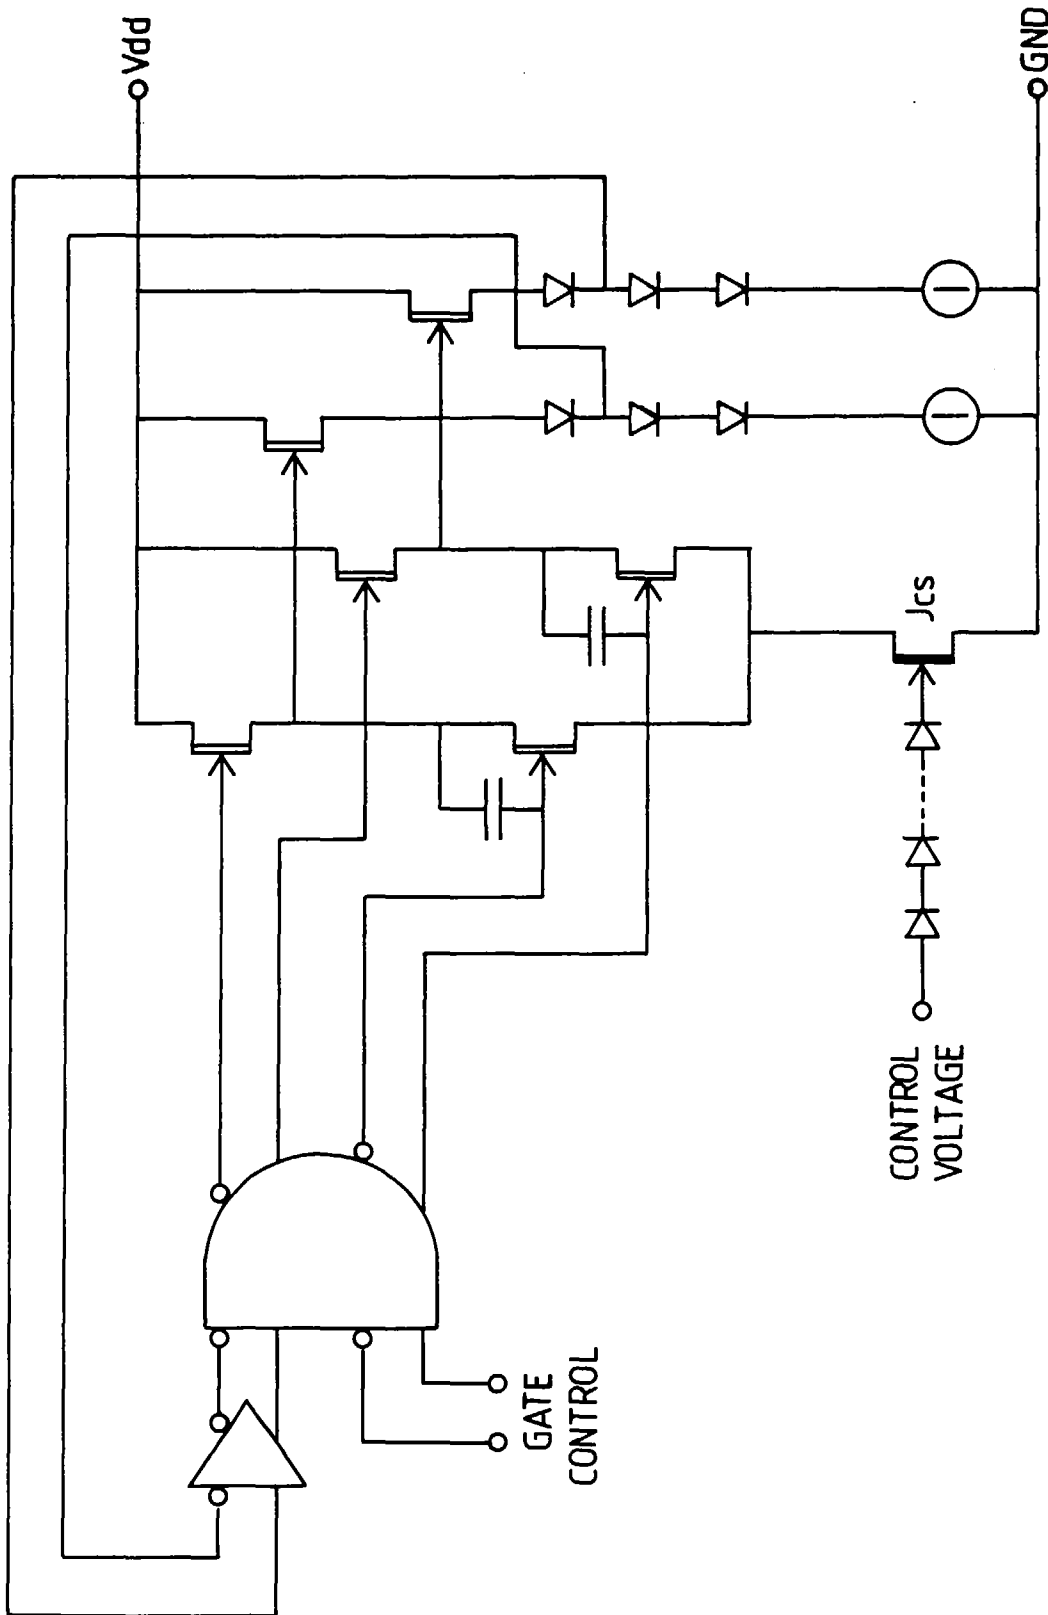 Vdd
GND
Jcs
CONTROL
VOLTAGE
GATE
CONTROL